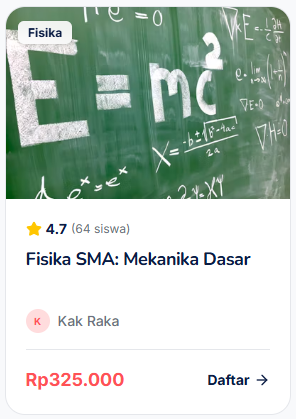 Fisika
E = mc²
4.7 (64 siswa)
Fisika SMA: Mekanika Dasar
K Kak Raka
Rp325.000 Daftar →